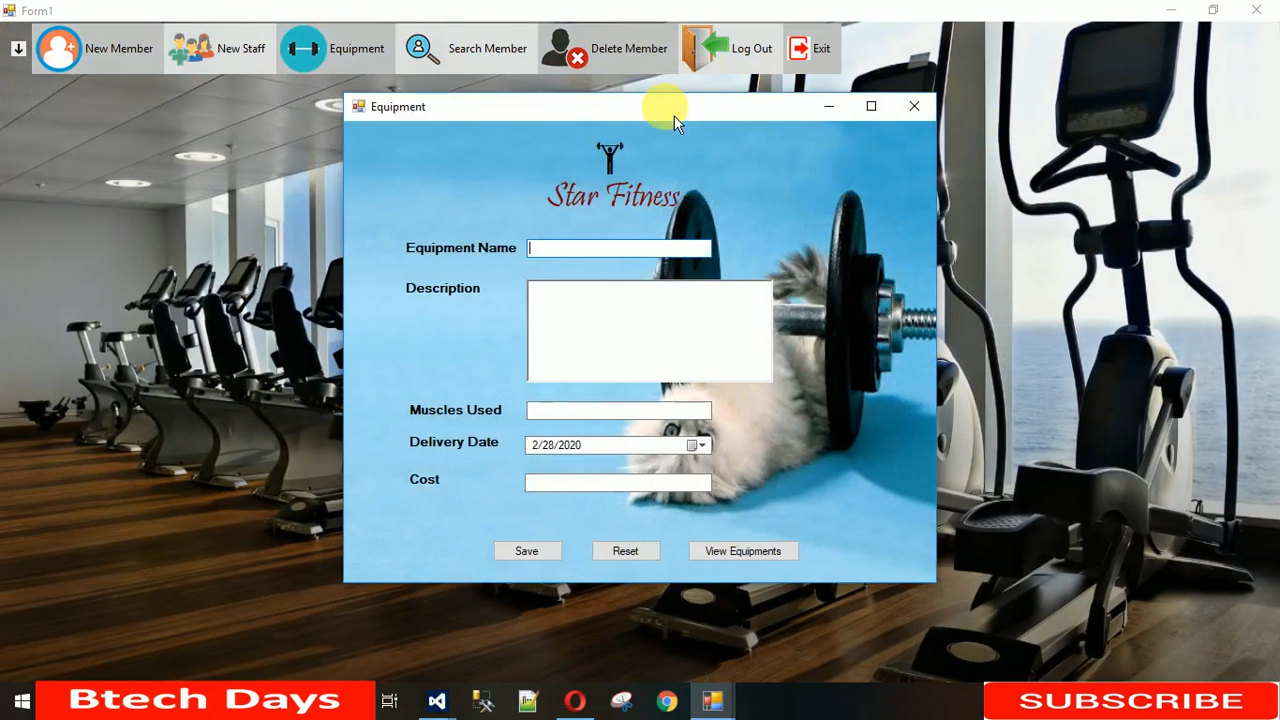 Form1
New Member
New Staff
Equipment
Search Member
Delete Member
Log Out
Exit
Equipment
Star Fitness
Equipment Name
Description
Muscles Used
Delivery Date
2/28/2020
Cost
Save
Reset
View Equipments
Btech Days
SUBSCRIBE